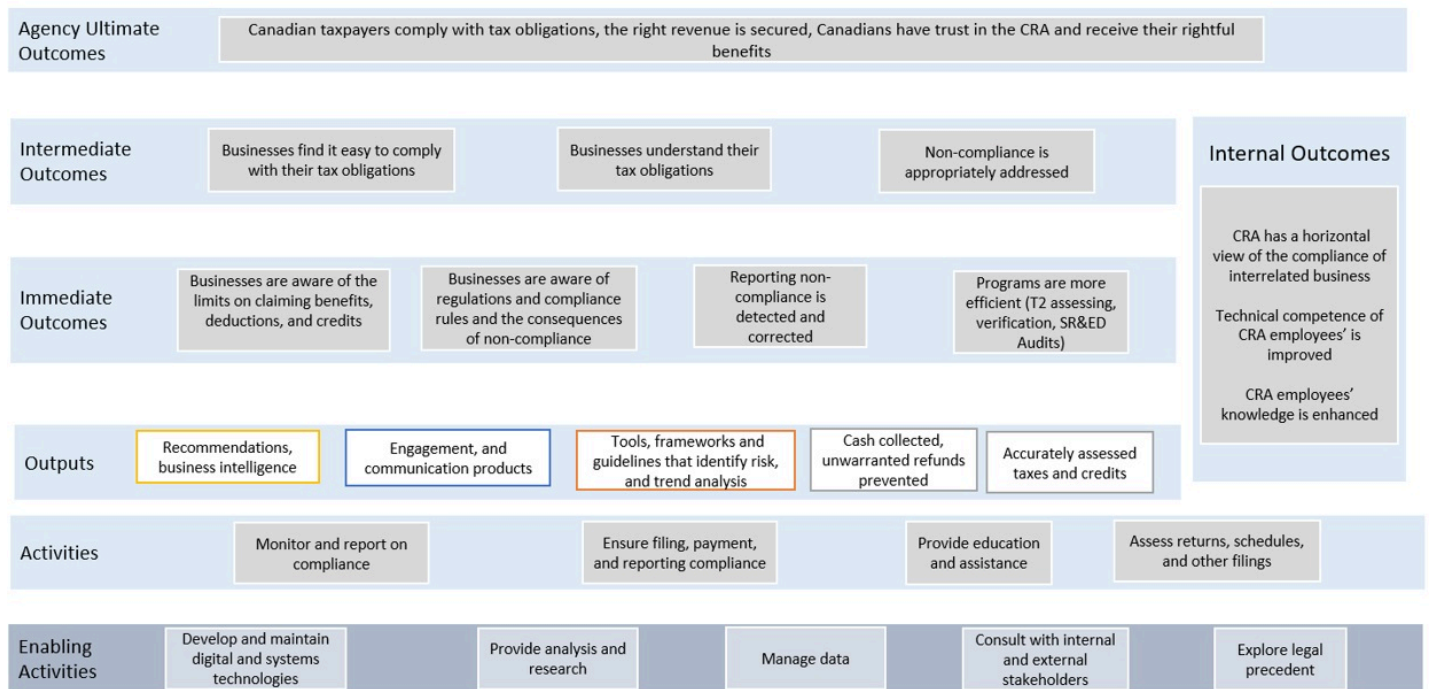 Agency Ultimate
Outcomes
Canadian taxpayers comply with tax obligations, the right revenue is secured, Canadians have trust in the CRA and receive their rightful
benefits
Intermediate
Outcomes
Businesses find it easy to comply
with their tax obligations
Businesses understand their
tax obligations
Non-compliance is
appropriately addressed
Internal Outcomes
CRA has a horizontal
view of the compliance of
interrelated business
Technical competence of
CRA employees’ is
improved
CRA employees’
knowledge is enhanced
Immediate
Outcomes
Businesses are aware of the
limits on claiming benefits,
deductions, and credits
Businesses are aware of
regulations and compliance
rules and the consequences
of non-compliance
Reporting non-
compliance is
detected and
corrected
Programs are more
efficient (T2 assessing,
verification, SR&ED
Audits)
Outputs
Recommendations,
business intelligence
Engagement, and
communication products
Tools, frameworks and
guidelines that identify risk,
and trend analysis
Cash collected,
unwarranted refunds
prevented
Accurately assessed
taxes and credits
Activities
Monitor and report on
compliance
Ensure filing, payment,
and reporting compliance
Provide education
and assistance
Assess returns, schedules,
and other filings
Enabling
Activities
Develop and maintain
digital and systems
technologies
Provide analysis and
research
Manage data
Consult with internal
and external
stakeholders
Explore legal
precedent